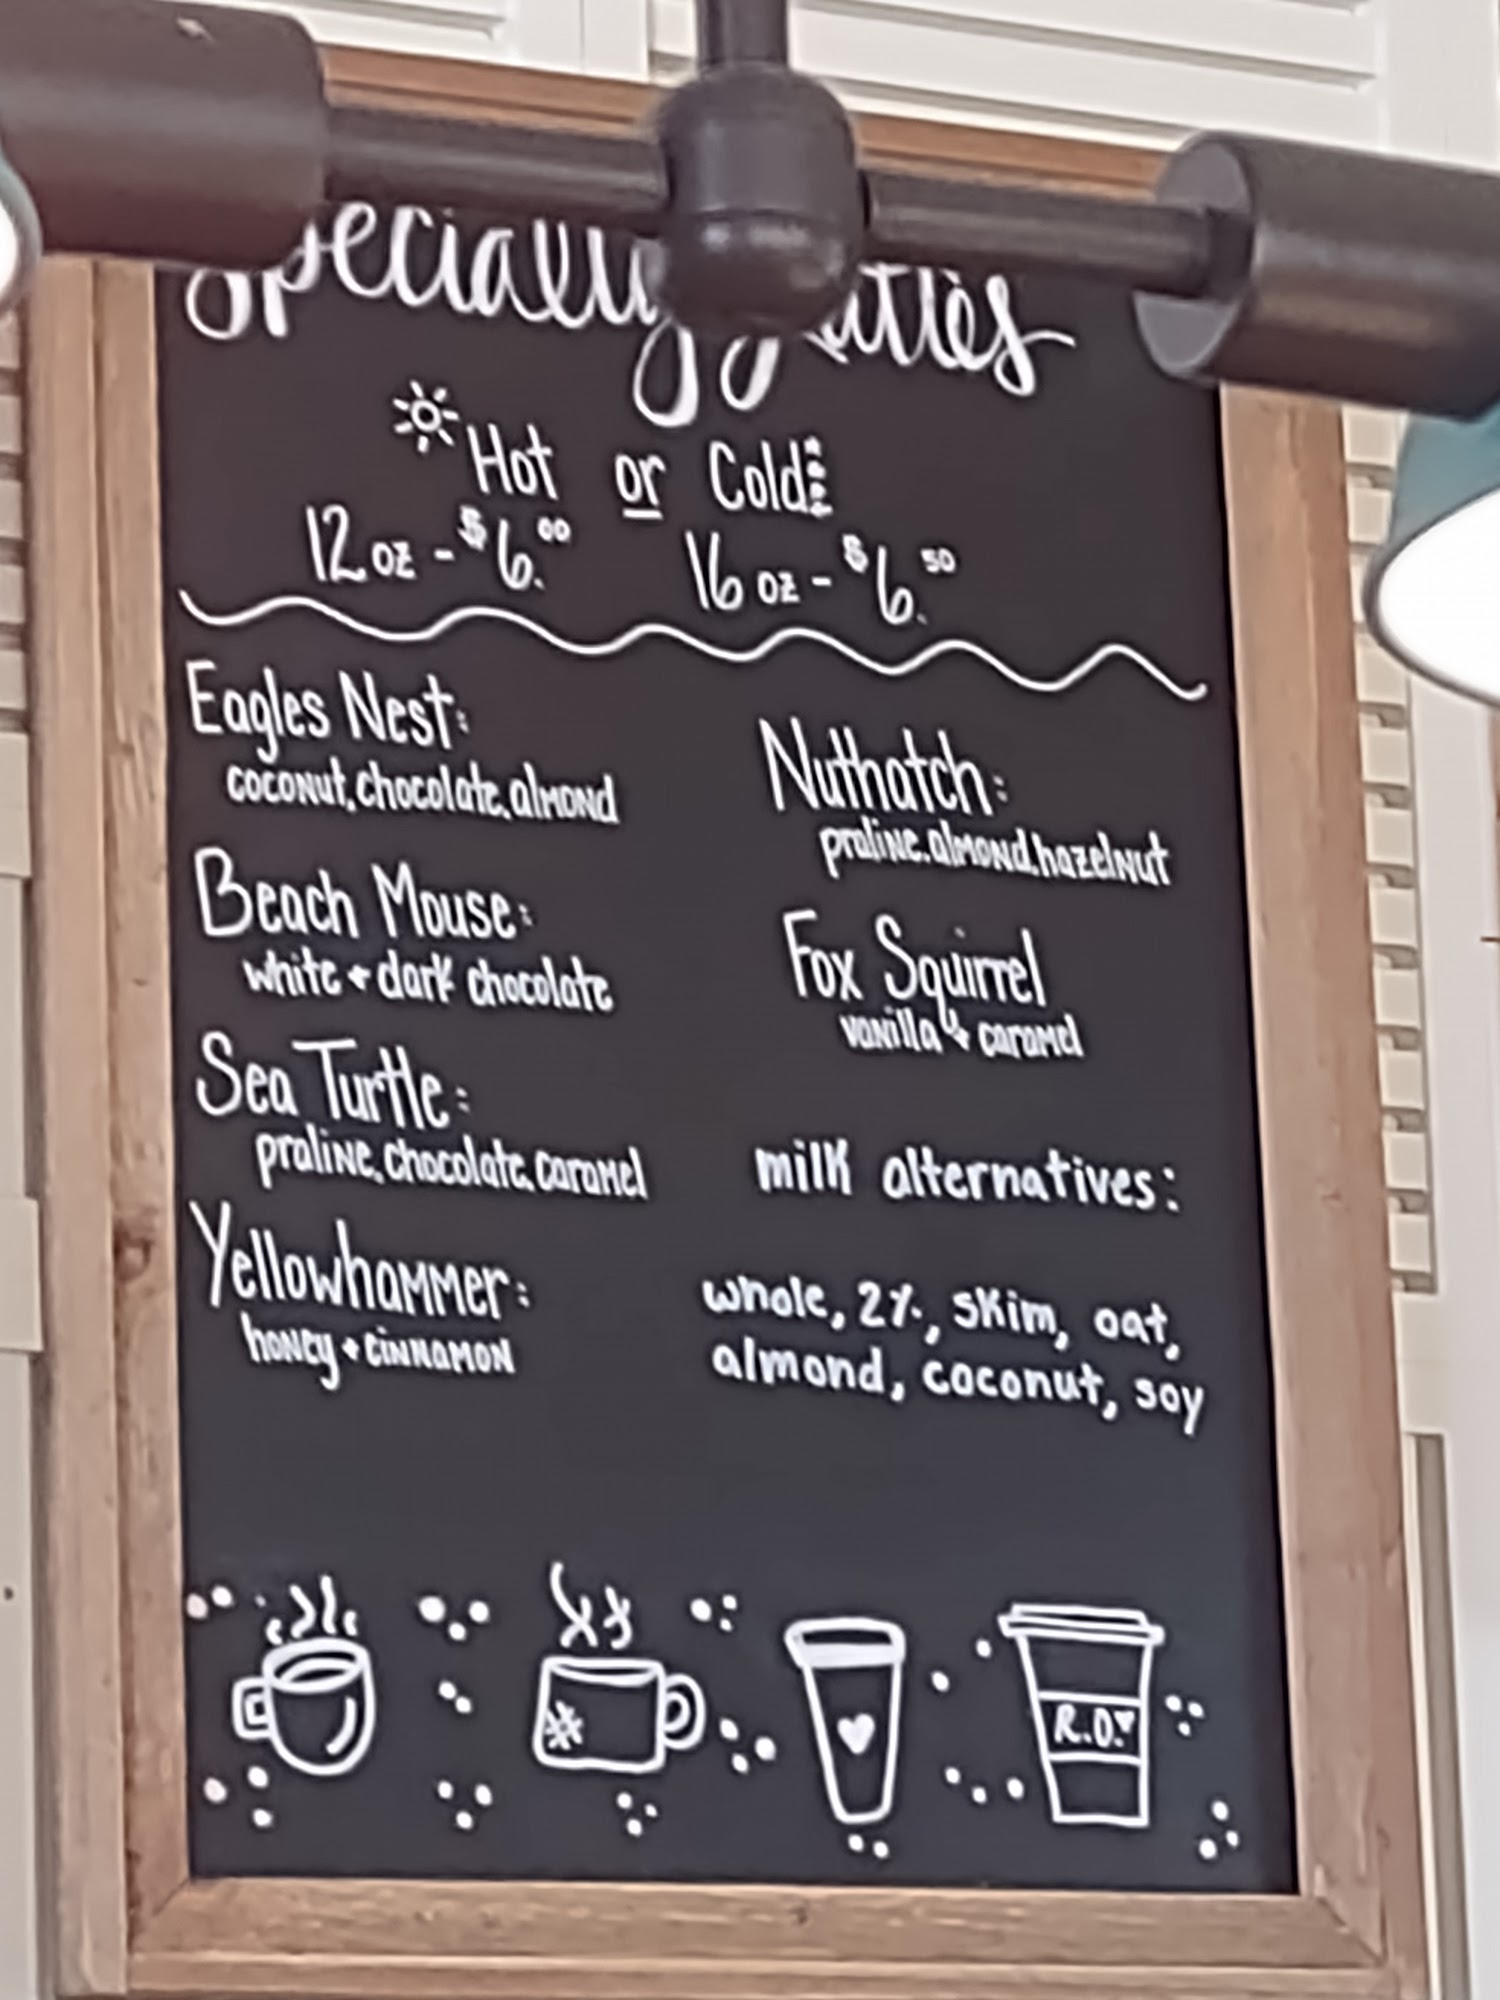 Specialty Lattes
Hot or Cold
12 oz - $6.00 16 oz - $6.50
Eagles Nest:
coconut, chocolate, almond
Beach Mouse:
white + dark chocolate
Sea Turtle:
praline, chocolate, caramel
Yellowhammer:
honey + cinnamon
Nuthatch:
praline, almond, hazelnut
Fox Squirrel
vanilla + caramel
milk alternatives:
whole, 2%, skim, oat,
almond, coconut, soy
R.O.